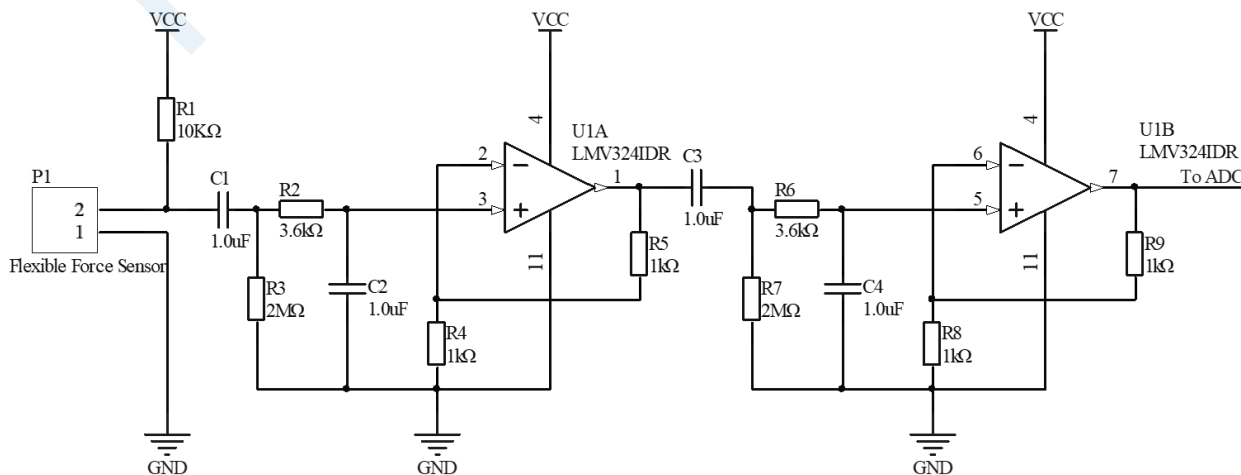 VCC
VCC
VCC
R1
10KΩ
4
4
U1A
LMV324IDR
U1B
LMV324IDR
P1
2
1
Flexible Force Sensor
C1
1.0uF
R2
3.6kΩ
2
3
1
C3
1.0uF
R6
3.6kΩ
6
5
7
To ADC
R3
2MΩ
C2
1.0uF
11
R5
1kΩ
R4
1kΩ
R7
2MΩ
C4
1.0uF
11
R9
1kΩ
R8
1kΩ
GND
GND
GND